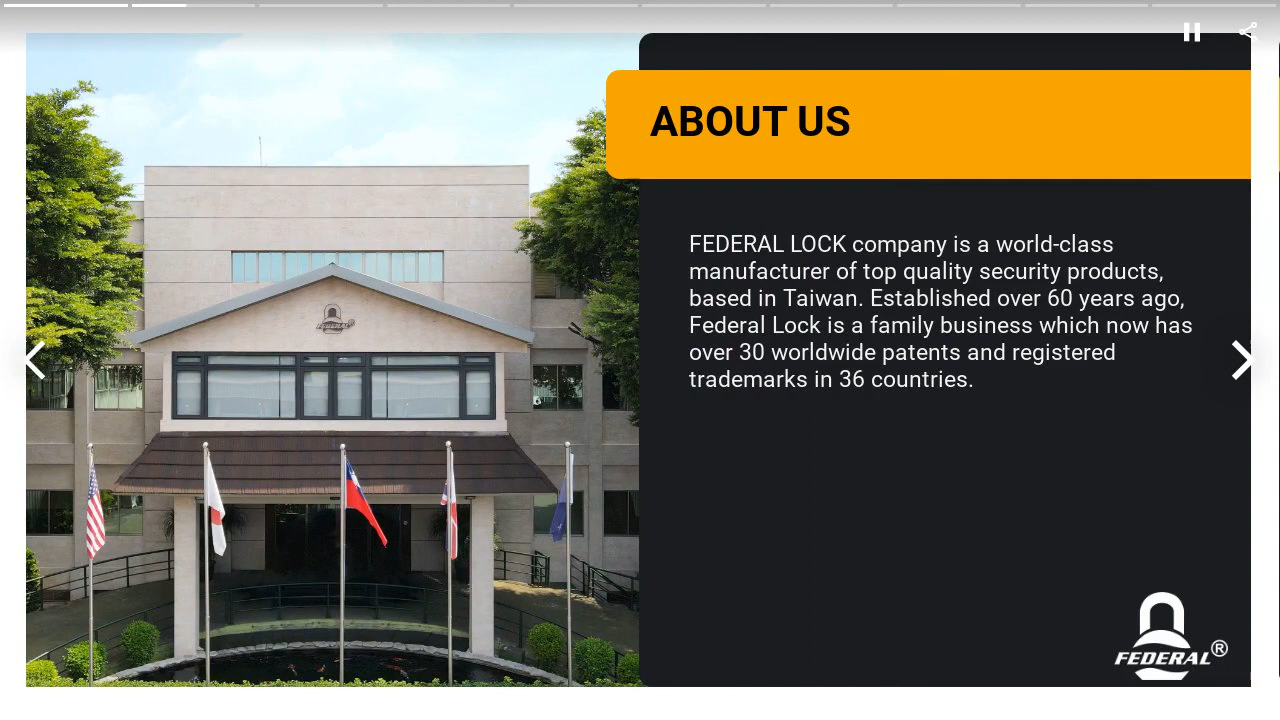 ABOUT US
FEDERAL LOCK company is a world-class
manufacturer of top quality security products,
based in Taiwan. Established over 60 years ago,
Federal Lock is a family business which now has
over 30 worldwide patents and registered
trademarks in 36 countries.
FEDERAL
FEDERAL®